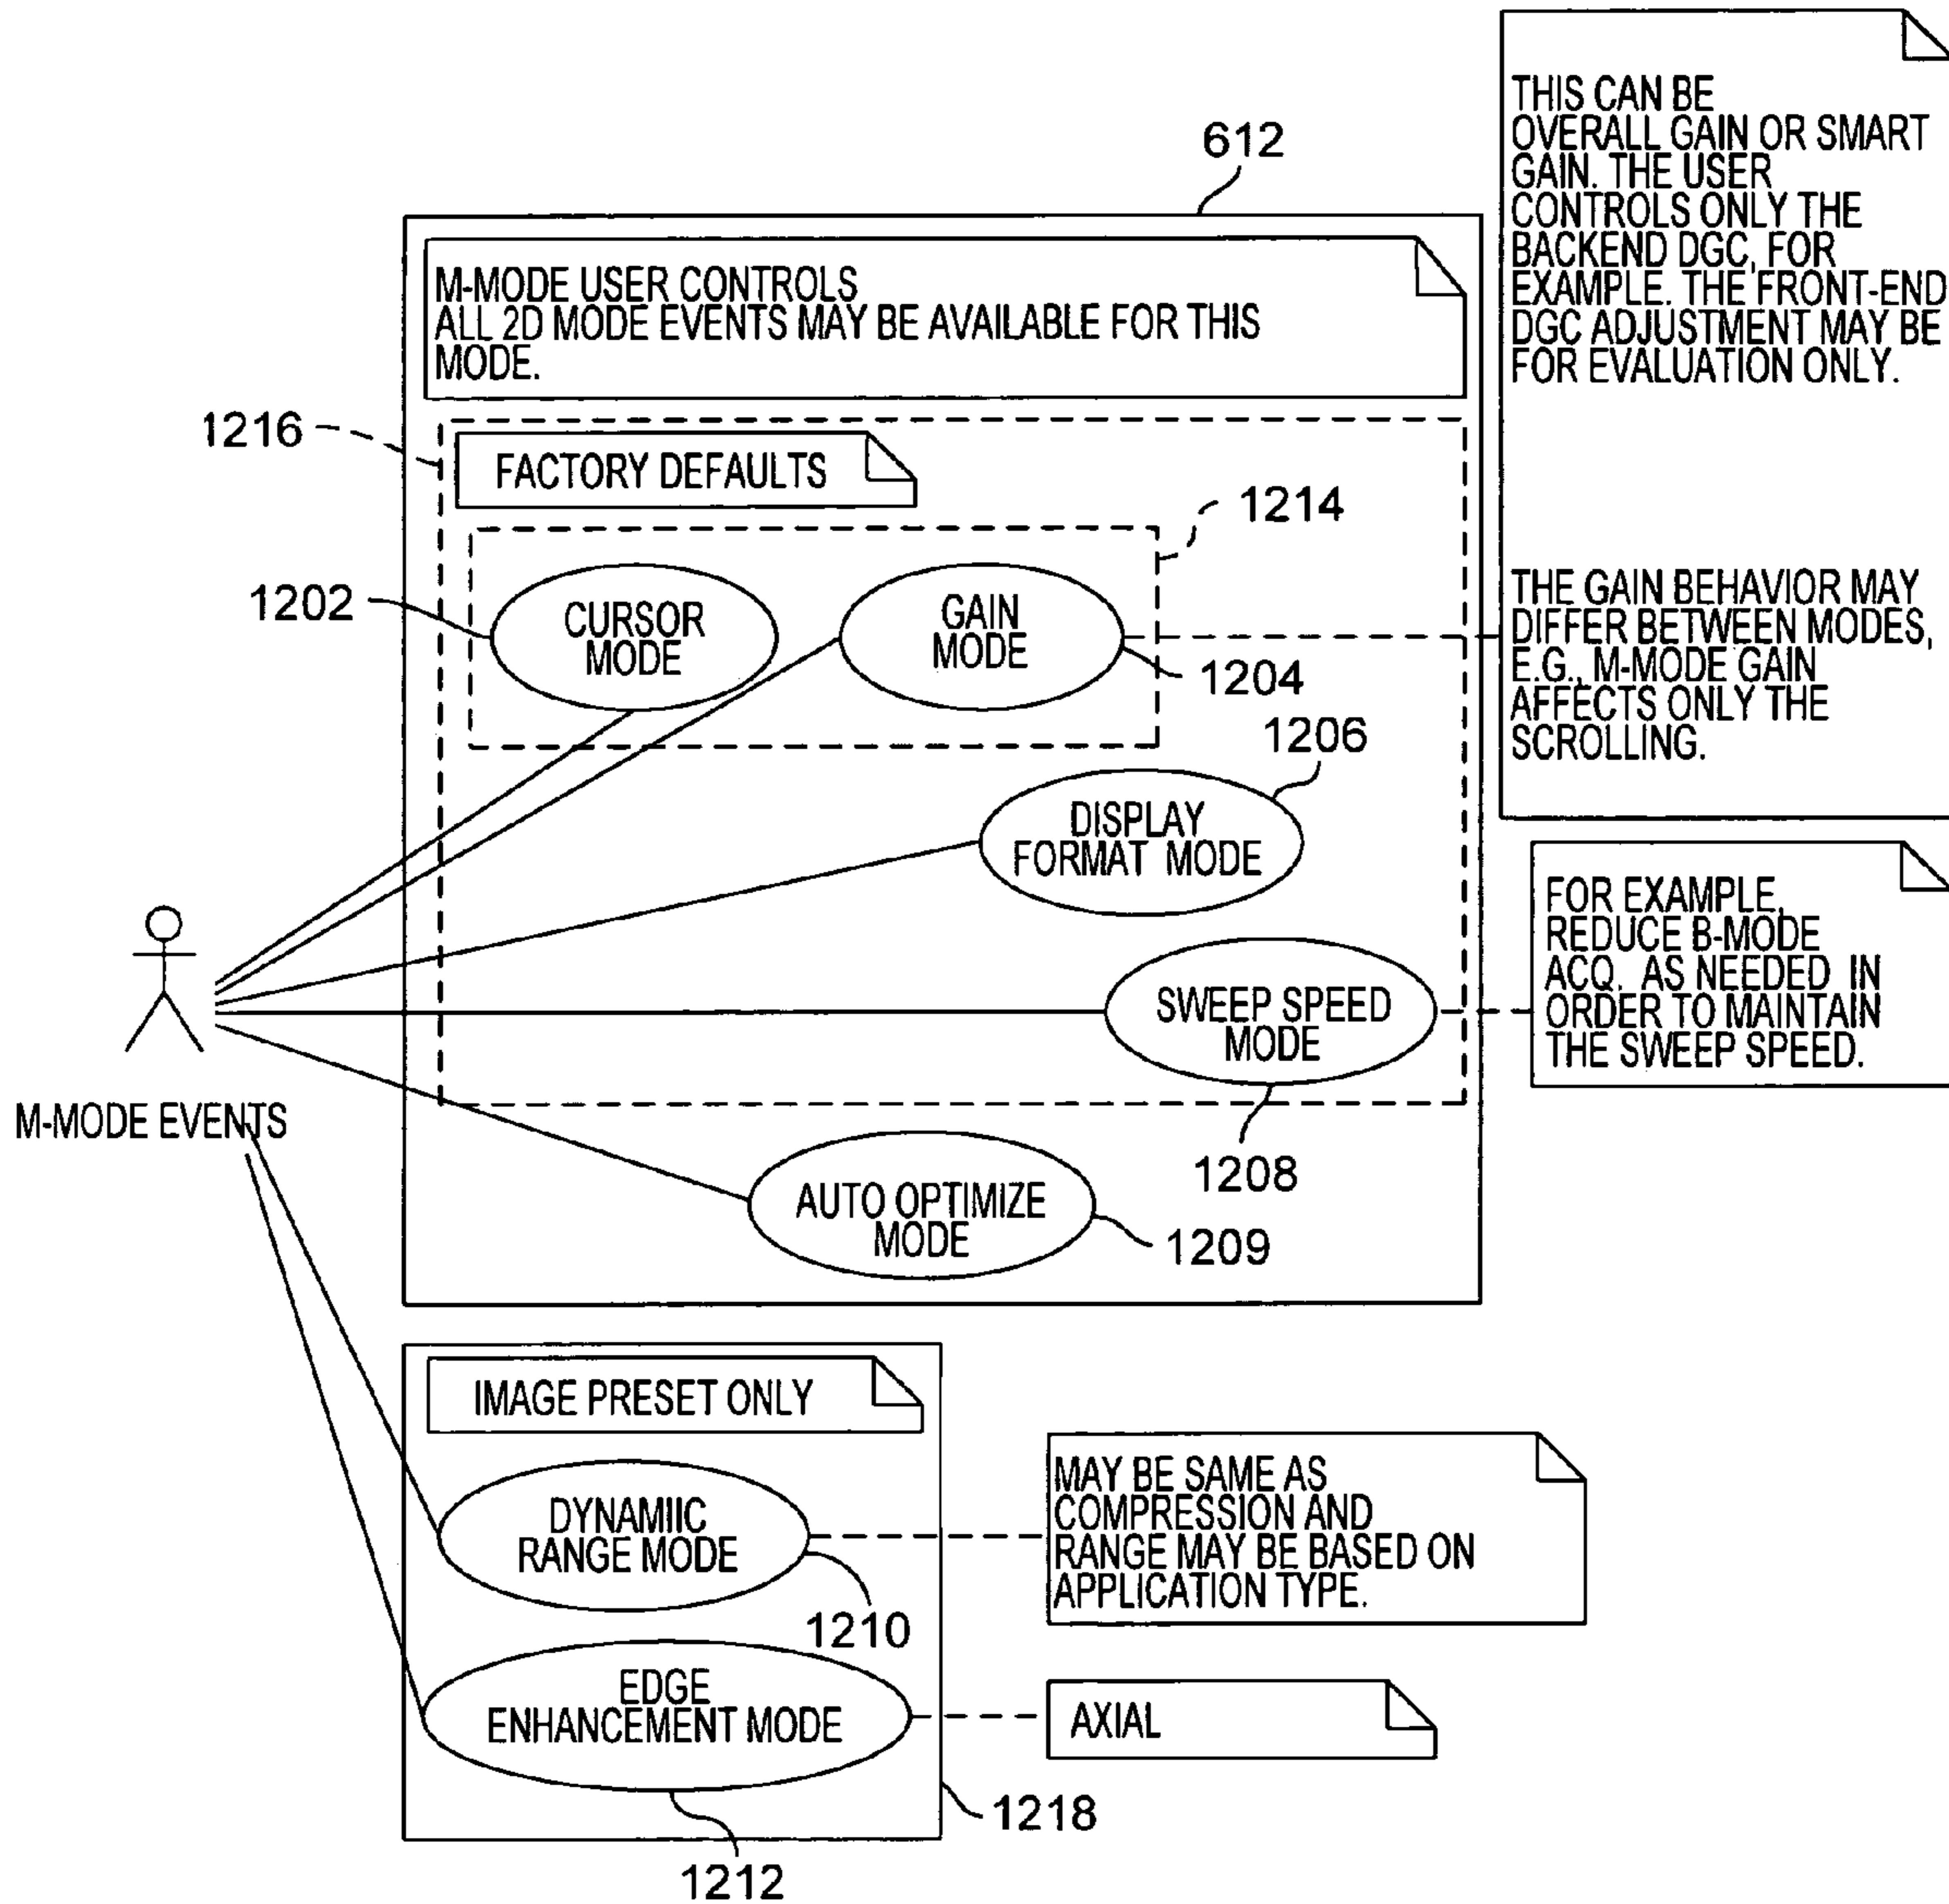 THIS CAN BE
OVERALL GAIN OR SMART
GAIN. THE USER
CONTROLS ONLY THE
BACKEND DGC, FOR
EXAMPLE. THE FRONT-END
DGC ADJUSTMENT MAY BE
FOR EVALUATION ONLY.
THE GAIN BEHAVIOR MAY
DIFFER BETWEEN MODES,
E.G., M-MODE GAIN
AFFECTS ONLY THE
SCROLLING.
612
M-MODE USER CONTROLS
ALL 2D MODE EVENTS MAY BE AVAILABLE FOR THIS
MODE.
1216
FACTORY DEFAULTS
1214
1202
CURSOR
MODE
GAIN
MODE
1204
1206
DISPLAY
FORMAT MODE
SWEEP SPEED
MODE
1208
FOR EXAMPLE,
REDUCE B-MODE
ACQ. AS NEEDED IN
ORDER TO MAINTAIN
THE SWEEP SPEED.
M-MODE EVENTS
AUTO OPTIMIZE
MODE
1209
IMAGE PRESET ONLY
DYNAMIIC
RANGE MODE
1210
MAY BE SAME AS
COMPRESSION AND
RANGE MAY BE BASED ON
APPLICATION TYPE.
EDGE
ENHANCEMENT MODE
AXIAL
1218
1212